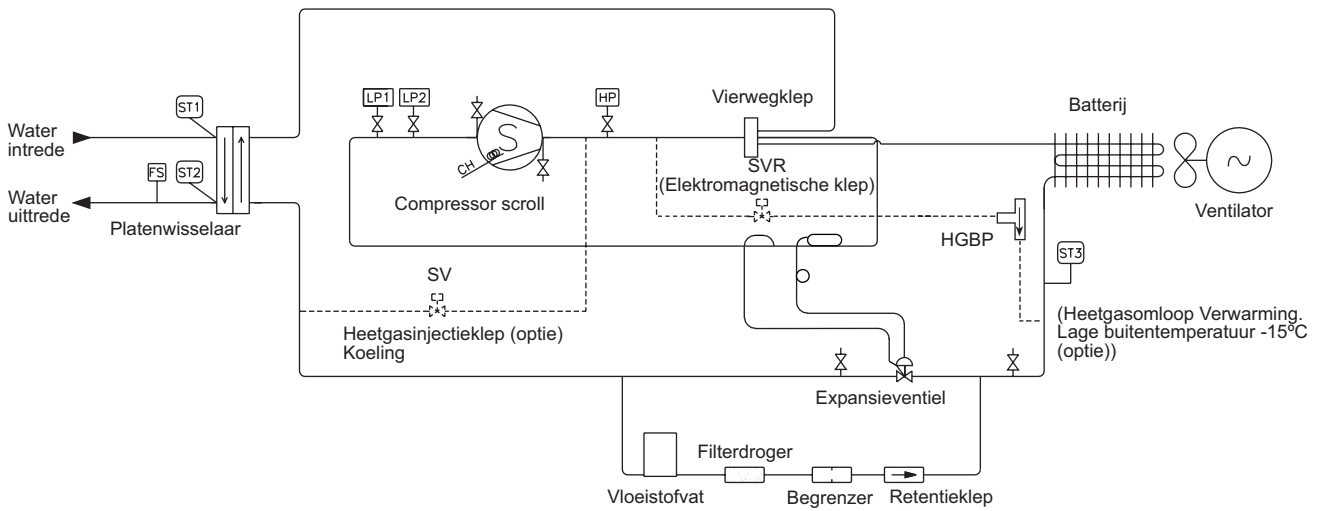 LP1
LP2
HP
Vierwegklep
Batterij
ST1
Water
intrede
S
CH
FS
ST2
SVR
(Elektromagnetische klep)
Water
uittrede
Compressor scroll
Platenwisselaar
Ventilator
HGBP
ST3
SV
Heetgasinjectieklep (optie)
Koeling
(Heetgasomloop Verwarming.
Lage buitentemperatuur -15ºC
(optie))
Expansieventiel
Filterdroger
Vloeistofvat
Begrenzer
Retentieklep